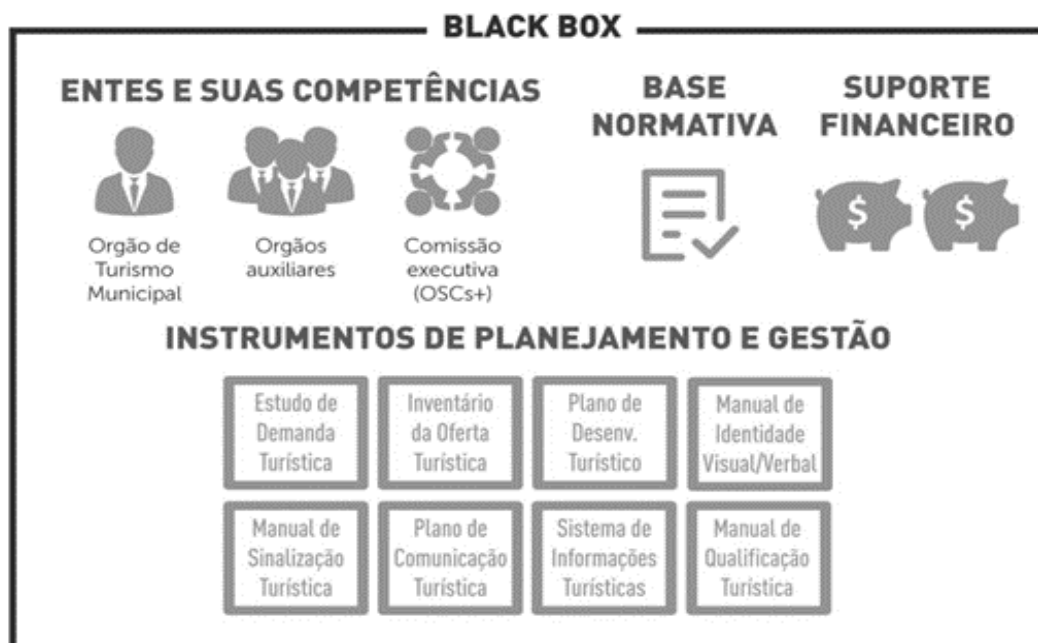 BLACK BOX
ENTES E SUAS COMPETÊNCIAS
Orgão de
Turismo
Municipal
Orgãos
auxiliares
Comissão
executiva
(OSCs+)
BASE
NORMATIVA
SUPORTE
FINANCEIRO
$ $
INSTRUMENTOS DE PLANEJAMENTO E GESTÃO
Estudo de
Demanda
Turística
Inventário
da Oferta
Turística
Plano de
Desenv.
Turístico
Manual de
Identidade
Visual/Verbal
Manual de
Sinalização
Turística
Plano de
Comunicação
Turística
Sistema de
Informações
Turísticas
Manual de
Qualificação
Turística